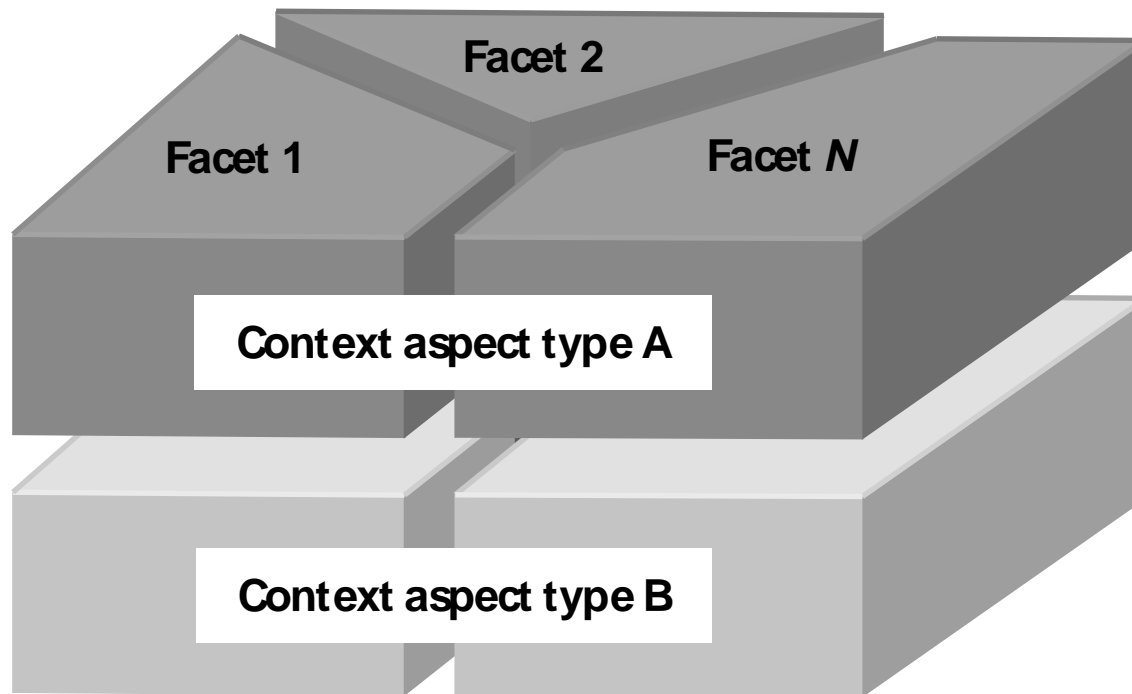 Facet 2
Facet 1
Facet N
Context aspect type A
Context aspect type B